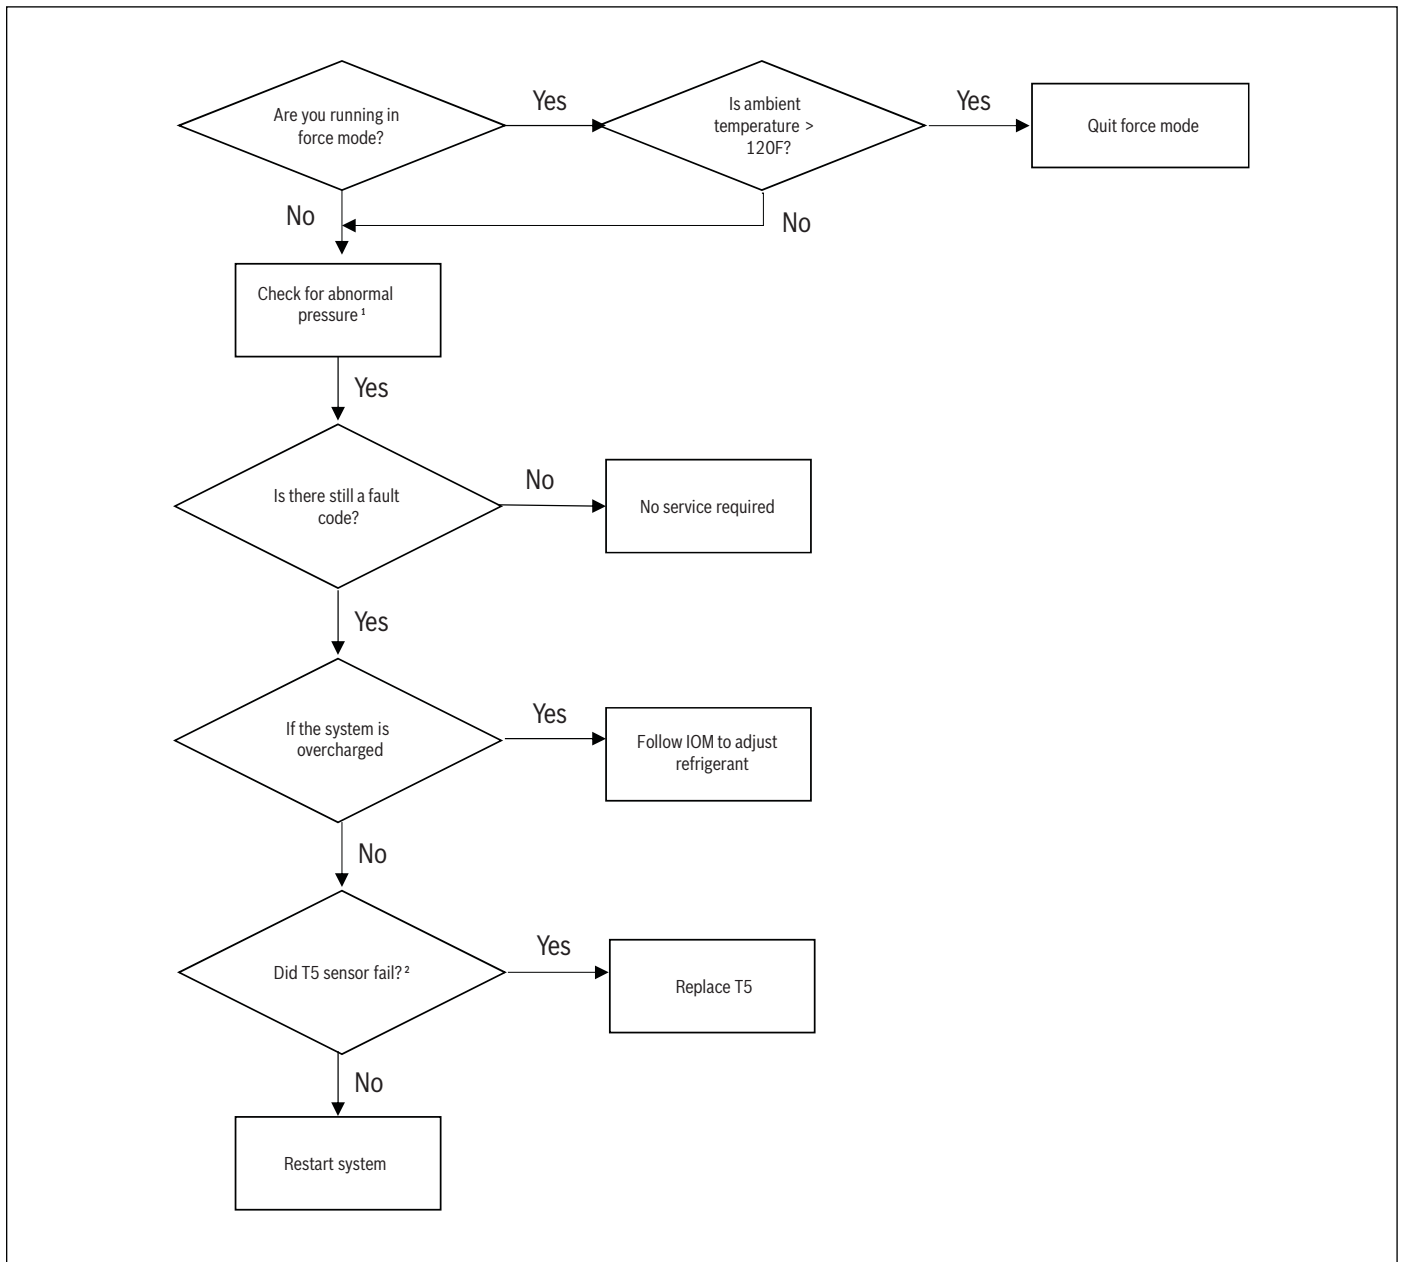 Are you running in
force mode?
Yes
Is ambient
temperature >
120F?
Yes
Quit force mode
No
No
Check for abnormal
pressure ¹
Yes
Is there still a fault
code?
No
No service required
Yes
If the system is
overcharged
Yes
Follow IOM to adjust
refrigerant
No
Did T5 sensor fail? ²
Yes
Replace T5
No
Restart system